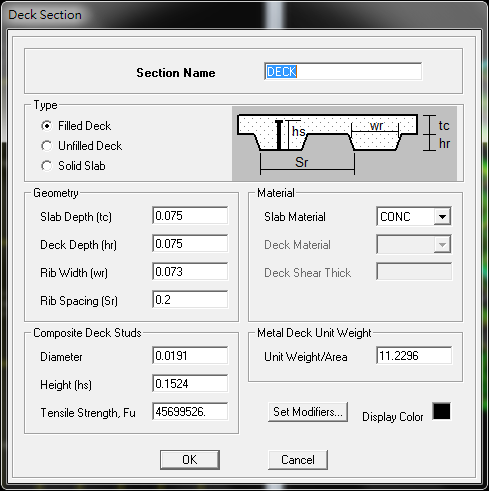 Deck Section
Section Name DECK
Type
Filled Deck
Unfilled Deck
Solid Slab
hs wr tc
hr
Sr
Geometry
Slab Depth (tc) 0.075
Deck Depth (hr) 0.075
Rib Width (wr) 0.073
Rib Spacing (Sr) 0.2
Material
Slab Material CONC
Deck Material
Deck Shear Thick
Composite Deck Studs
Diameter 0.0191
Height (hs) 0.1524
Tensile Strength, Fu 45699526.
Metal Deck Unit Weight
Unit Weight/Area 11.2296
Set Modifiers... Display Color
OK Cancel